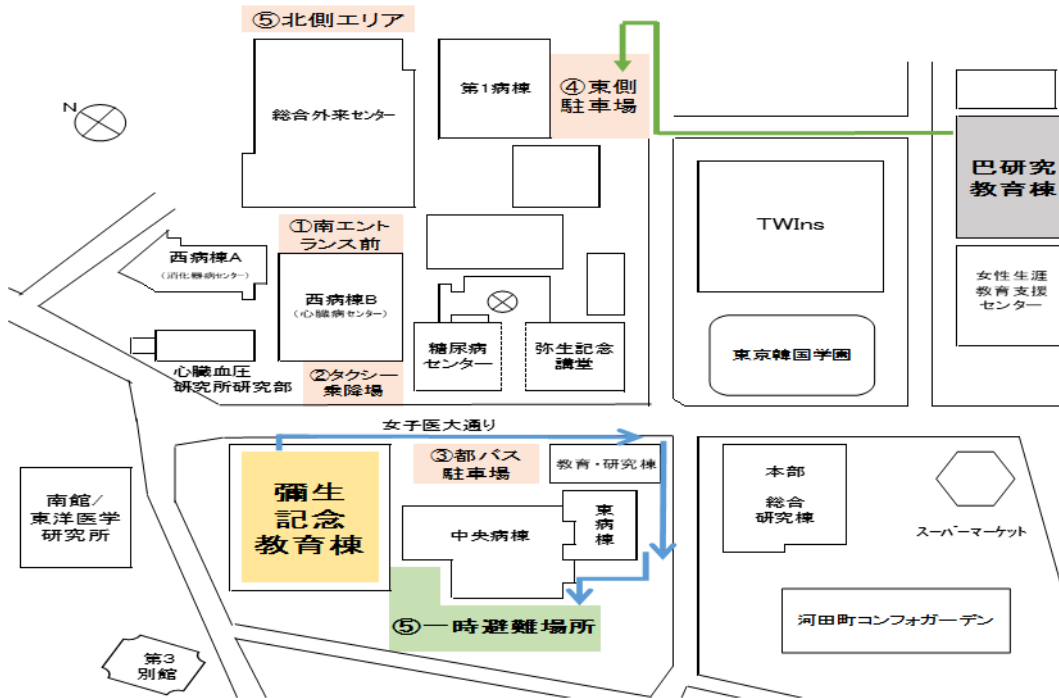 ⑤北側エリア
総合外来センター
第1病棟
④東側
駐車場
N
巴研究
教育棟
TWIns
①南エント
ランス前
西病棟A
(消化器病センター)
西病棟B
(心臓病センター)
女性生涯
教育支援
センター
糖尿病
センター
弥生記念
講堂
東京韓国学園
心臓血圧
研究所研究部
②タクシー
乗降場
女子医大通り
③都バス
駐車場
教育・研究棟
彌生
記念
教育棟
南館/
東洋医学
研究所
中央病棟
東
病
棟
本部
総合
研究棟
スーパーマーケット
⑤一時避難場所
河田町コンフォガーデン
第3
別館